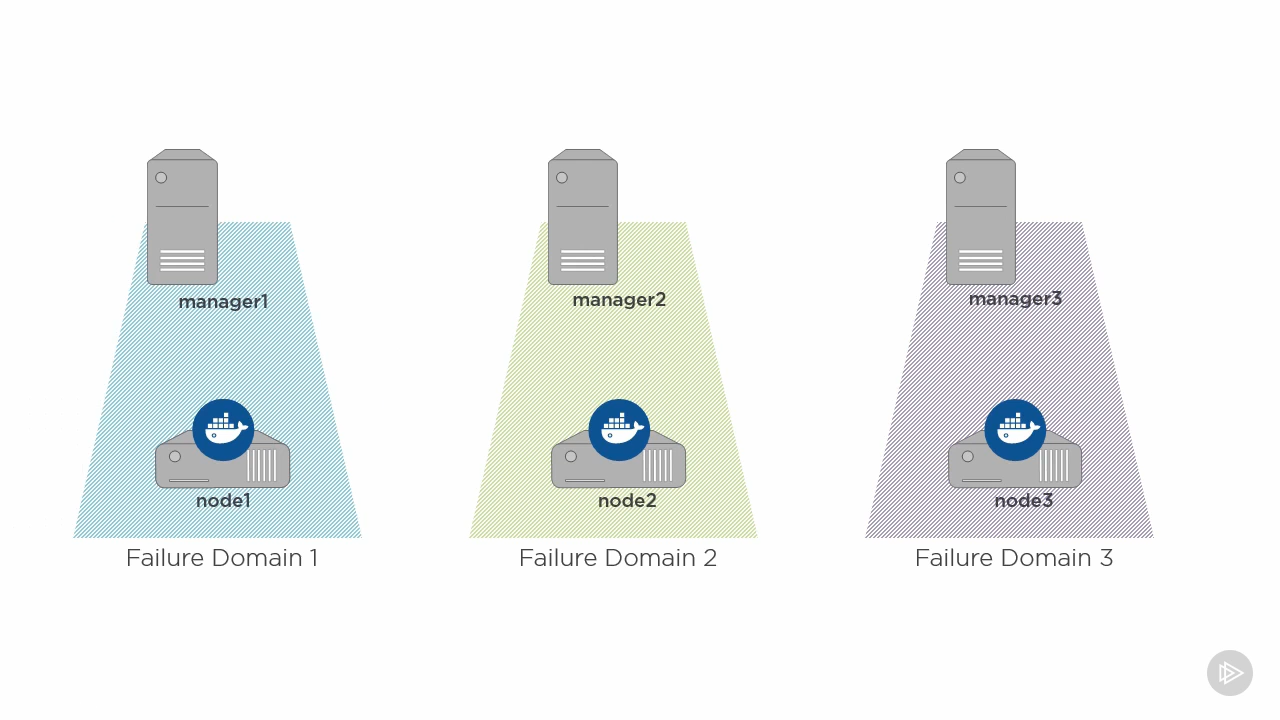 manager1
manager2
manager3
node1
node2
node3
Failure Domain 1
Failure Domain 2
Failure Domain 3